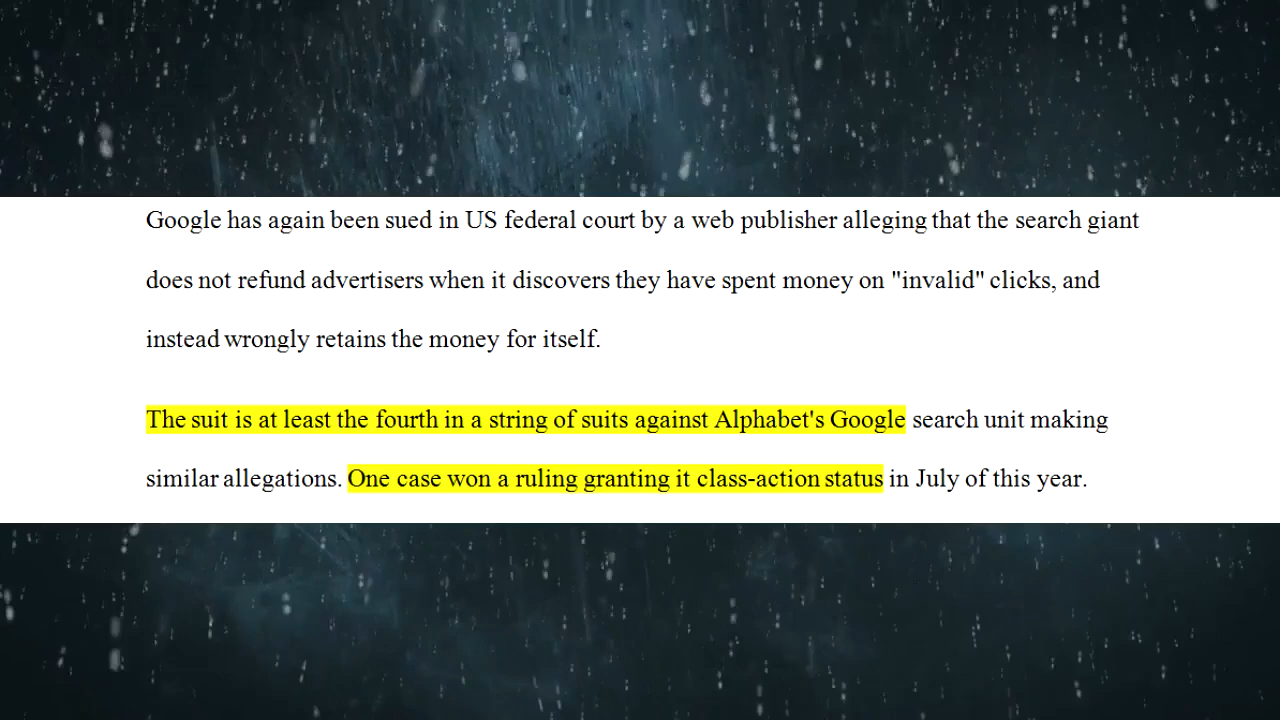 Google has again been sued in US federal court by a web publisher alleging that the search giant
does not refund advertisers when it discovers they have spent money on "invalid" clicks, and
instead wrongly retains the money for itself.
The suit is at least the fourth in a string of suits against Alphabet's Google search unit making
similar allegations. One case won a ruling granting it class-action status in July of this year.